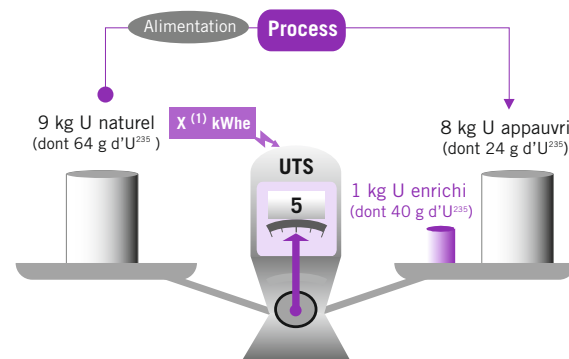 Alimentation
Process
9 kg U naturel
(dont 64 g d'U²³⁵ )
X ⁽¹⁾ kWhe
8 kg U appauvri
(dont 24 g d'U²³⁵)
UTS
5
1 kg U enrichi
(dont 40 g d'U²³⁵)